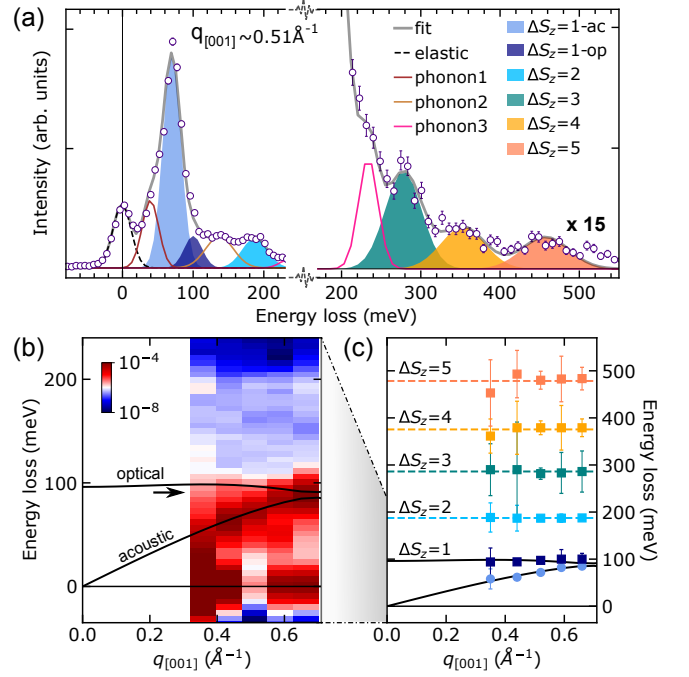 (a)
q[001]~0.51Å-1
fit
elastic
phonon1
phonon2
phonon3
ΔSz=1-ac
ΔSz=1-op
ΔSz=2
ΔSz=3
ΔSz=4
ΔSz=5
x 15
Intensity (arb. units)
0 100 200 200 300 400 500
Energy loss (meV)
(b)
10-4
10-8
optical
acoustic
200
100
0
Energy loss (meV)
0.0 0.2 0.4 0.6
q[001] (Å-1)
(c)
ΔSz=5
ΔSz=4
ΔSz=3
ΔSz=2
ΔSz=1
500
400
300
200
100
0
Energy loss (meV)
0.0 0.2 0.4 0.6
q[001] (Å-1)